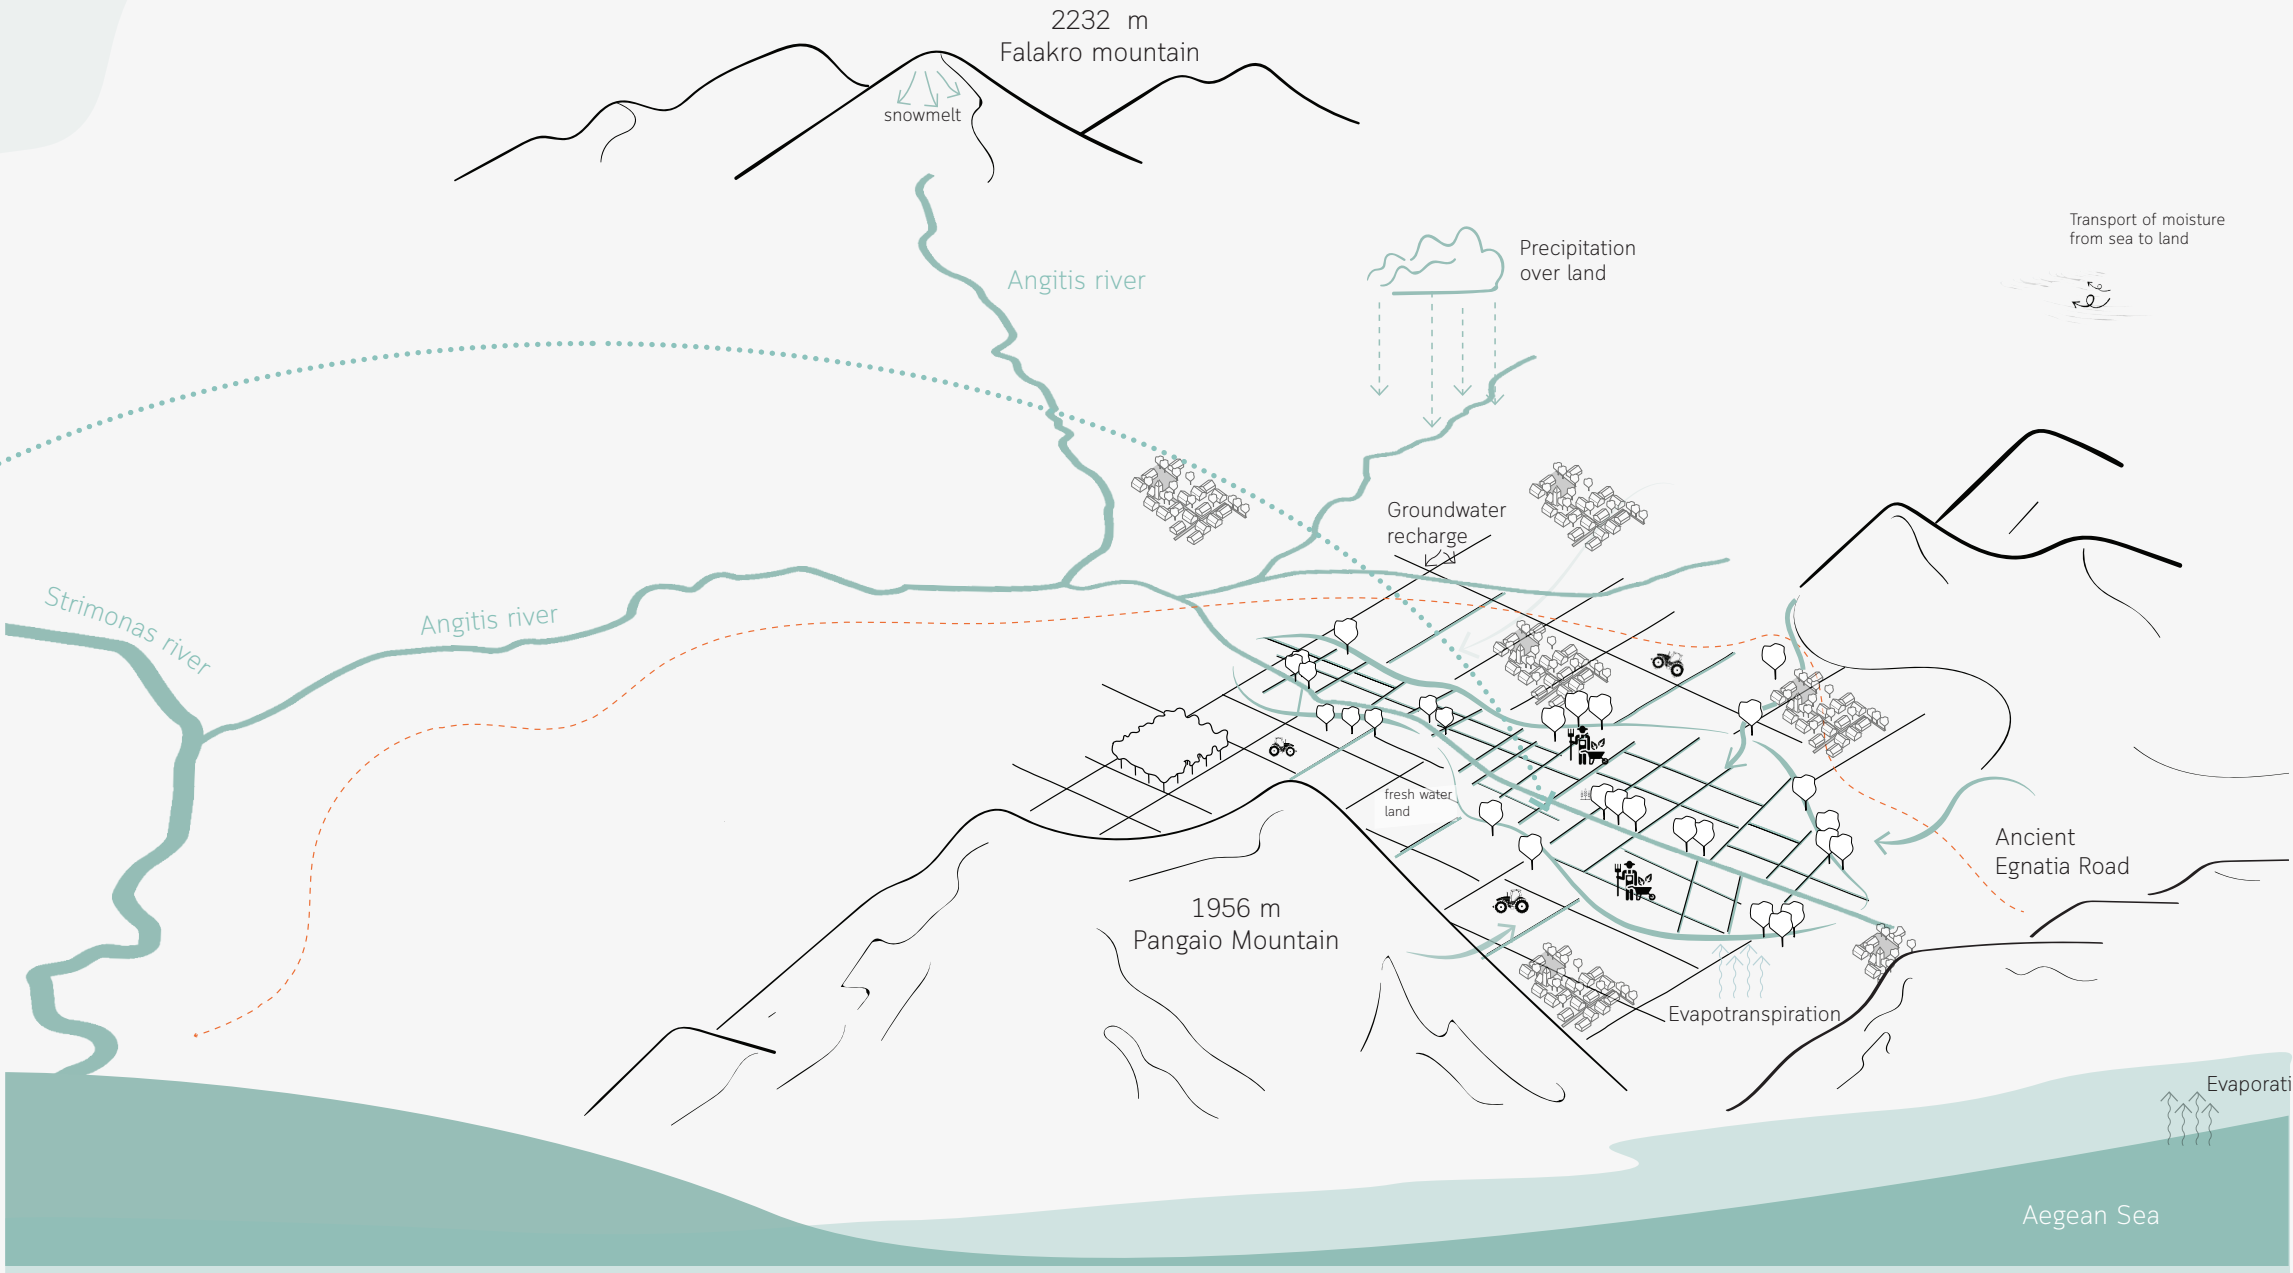 2232 m
Falakro mountain
snowmelt
Transport of moisture
from sea to land
Precipitation
over land
Angitis river
Groundwater
recharge
Strimonas river
Angitis river
fresh water
land
Ancient
Egnatia Road
1956 m
Pangaio Mountain
Evapotranspiration
Evaporati
Aegean Sea